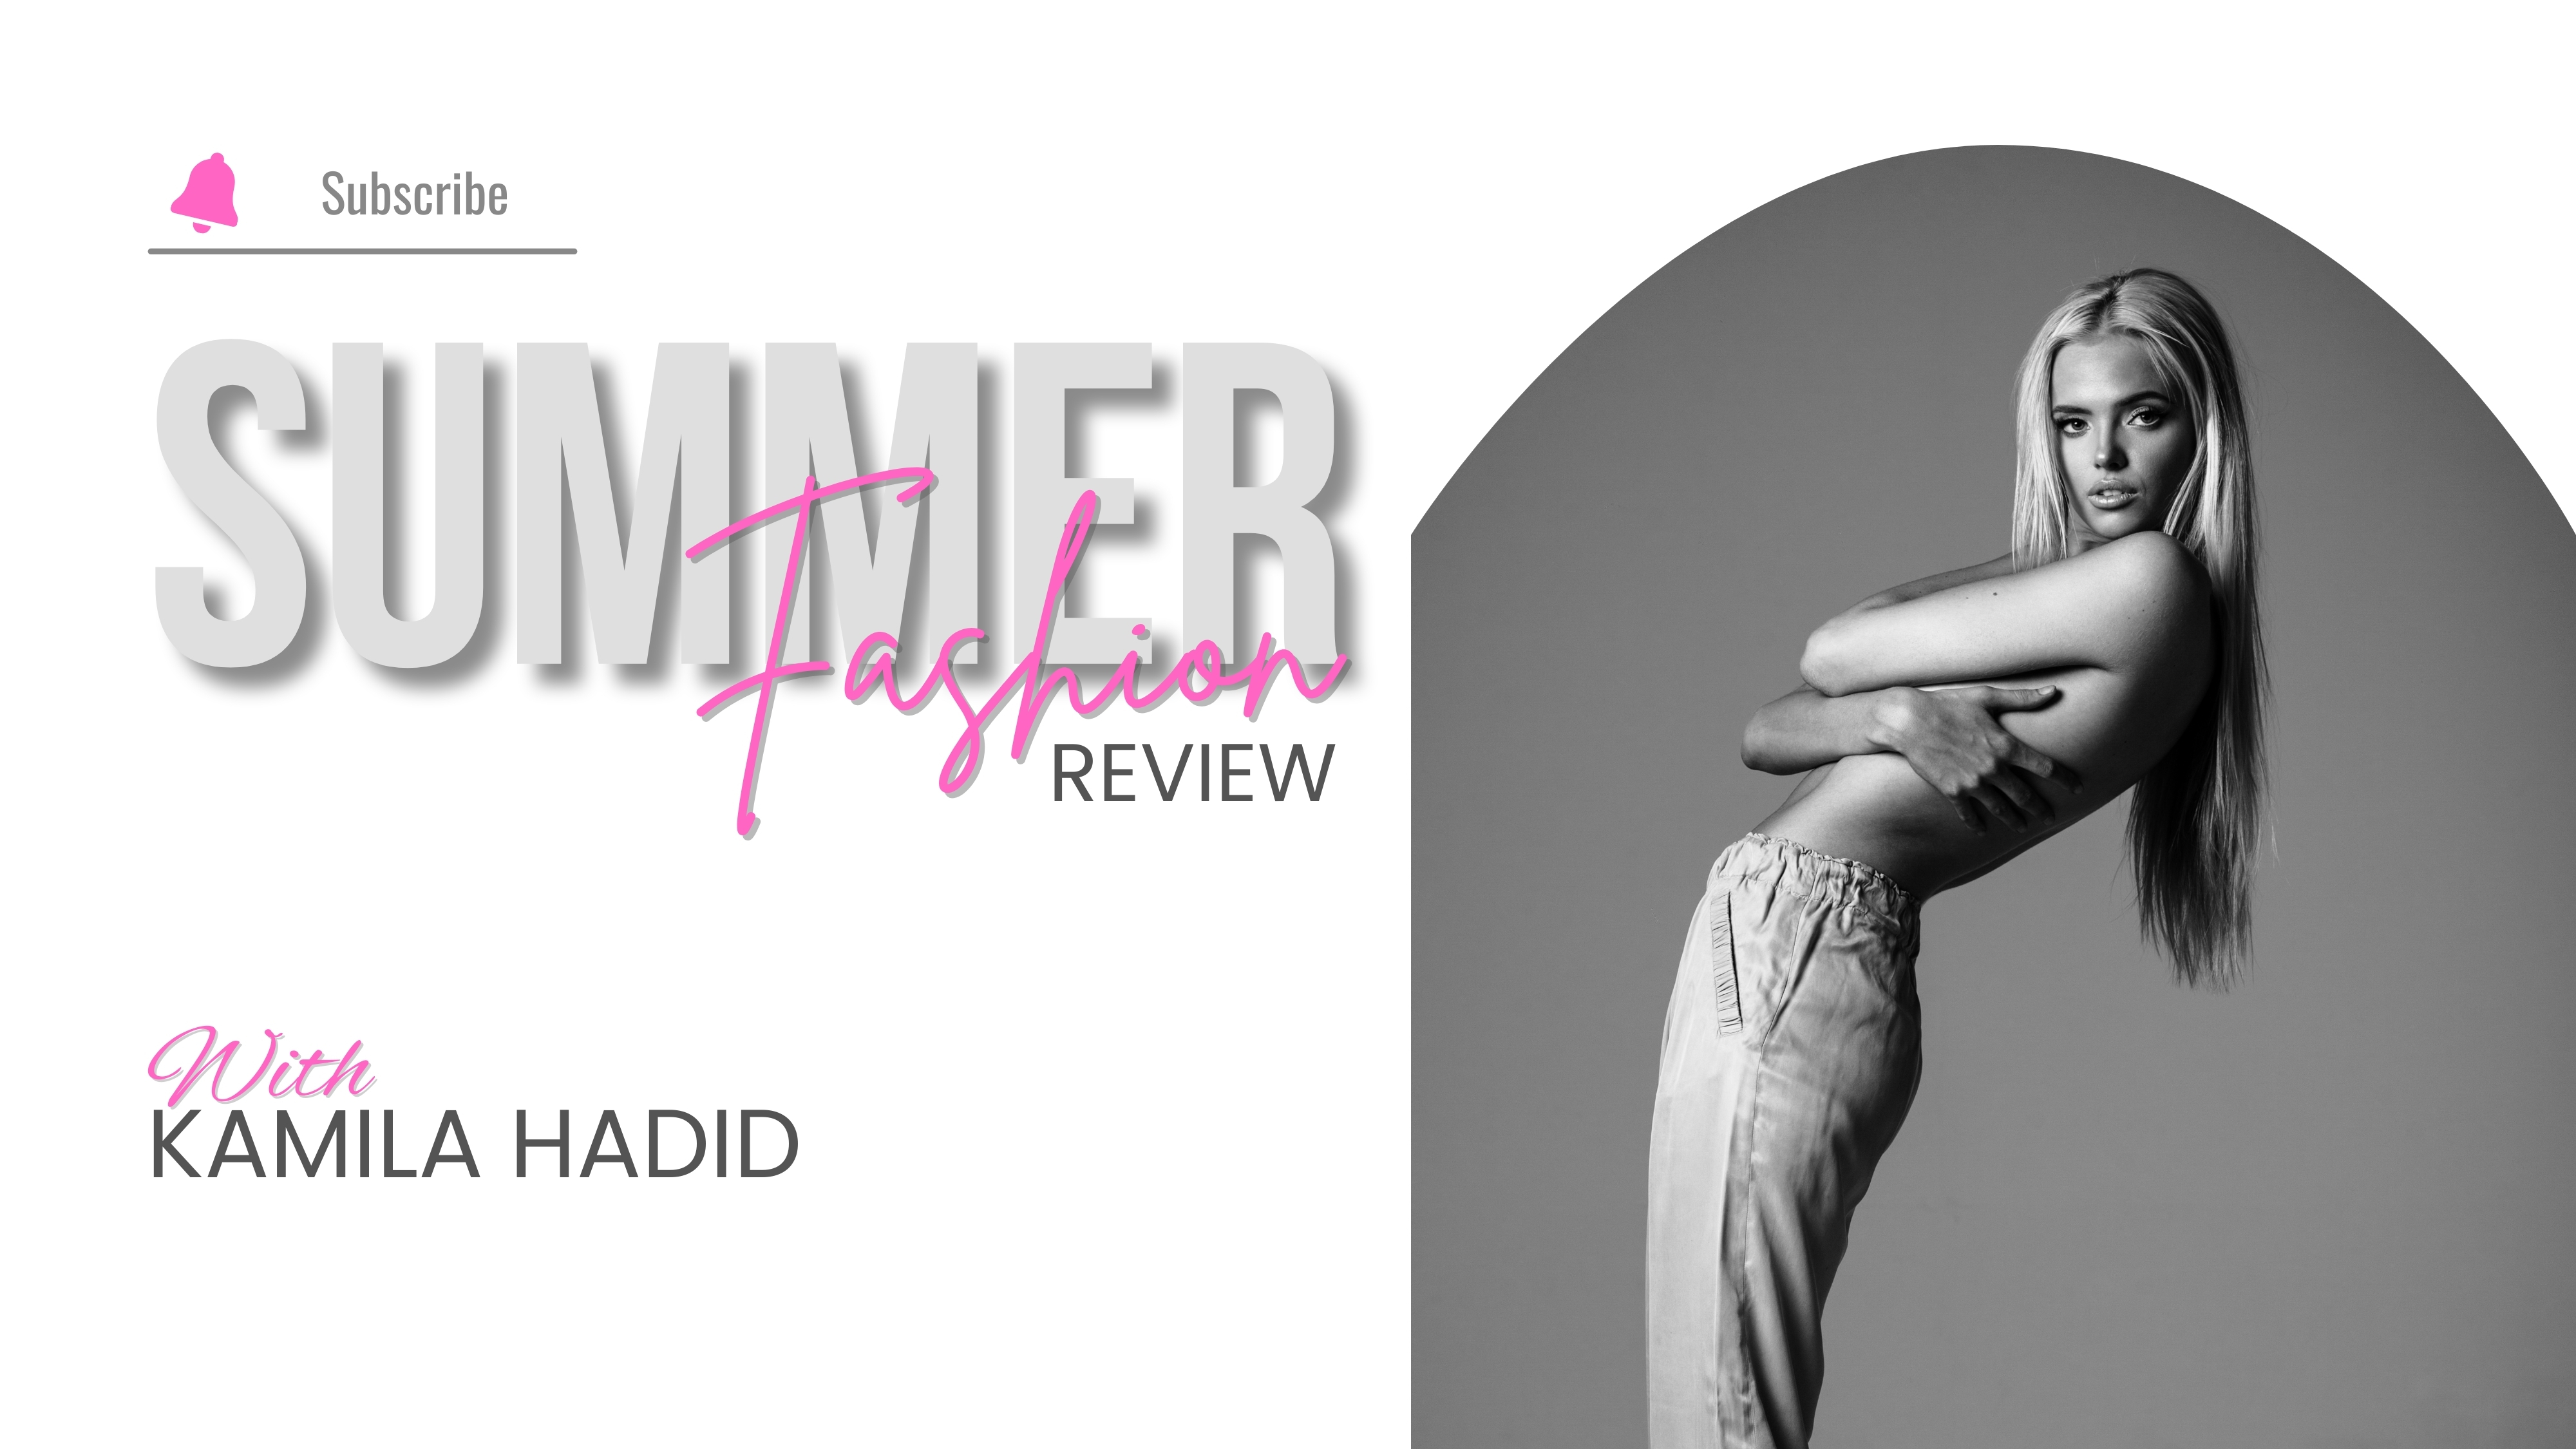 Subscribe
SUMMER
Fashion
REVIEW
With
KAMILA HADID